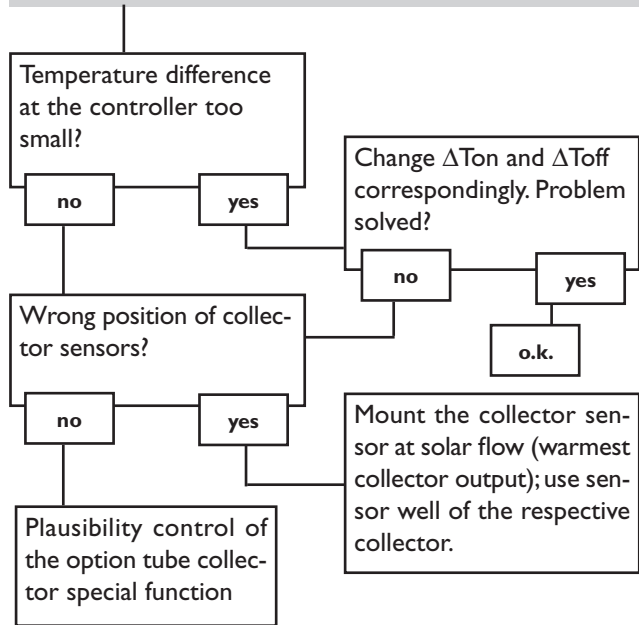 Temperature difference
at the controller too
small?
no
yes
Change ΔTon and ΔToff
correspondingly. Problem
solved?
no
yes
o.k.
Wrong position of collec-
tor sensors?
no
yes
Mount the collector sen-
sor at solar flow (warmest
collector output); use sen-
sor well of the respective
collector.
Plausibility control of
the option tube collec-
tor special function